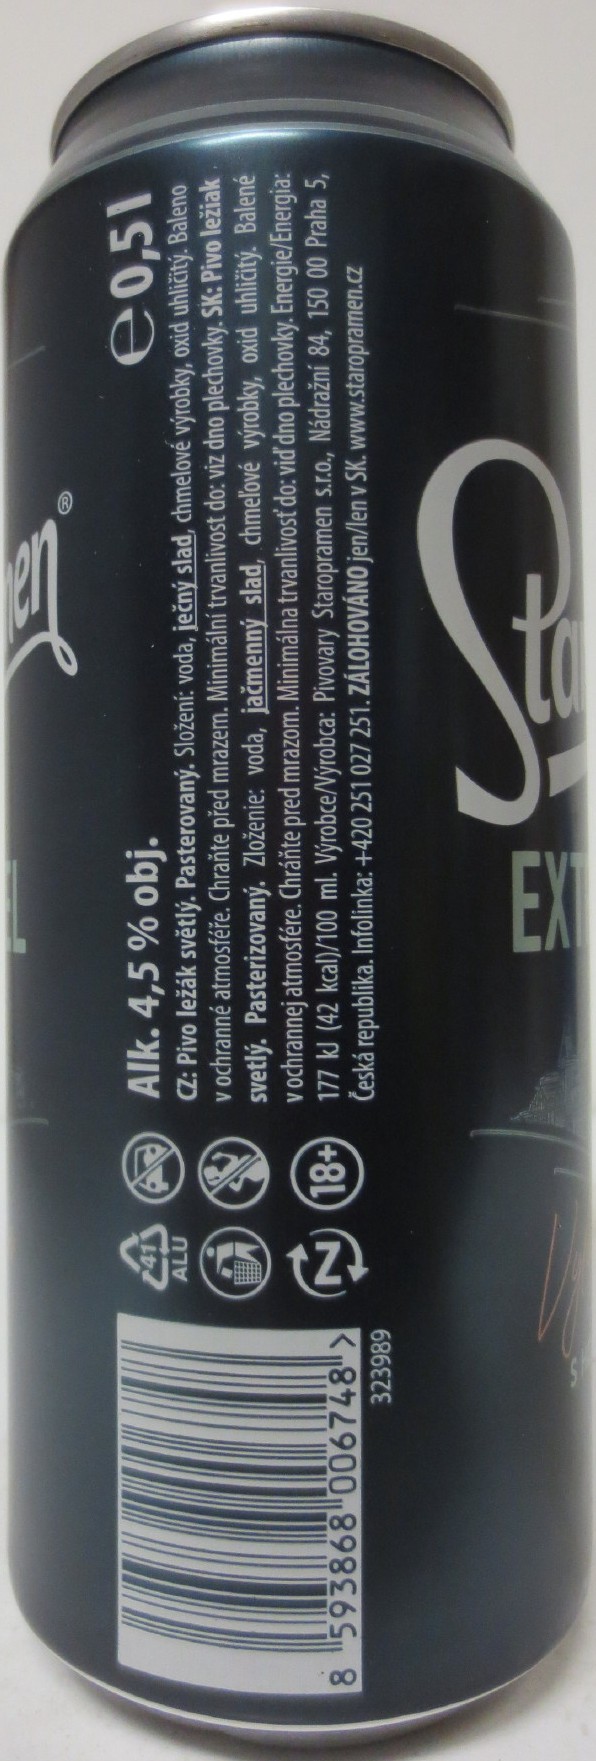 e 0,5 l
Alk. 4,5 % obj.
CZ: Pivo ležák světlý. Pasterovaný. Složení: voda, ječný slad, chmelové výrobky, oxid uhličitý. Baleno
v ochranné atmosféře. Chraňte před mrazem. Minimální trvanlivost do: viz dno plechovky. SK: Pivo ležiak
svetlý. Pasterizovaný. Zloženie: voda, jačmenný slad, chmeľové výrobky, oxid uhličitý. Balené
v ochrannej atmosfére. Chráňte pred mrazom. Minimálna trvanlivosť do: viď dno plechovky. Energie/Energia:
177 kJ (42 kcal)/100 ml. Výrobce/Výrobca: Pivovary Staropramen s.r.o., Nádražní 84, 150 00 Praha 5,
Česká republika. Infolinka: +420 251 027 251. ZÁLOHOVÁNO jen/len v SK. www.staropramen.cz
41
ALU
18+
Z
8 593868 006748 >
323989
men®
EL
Sta
EXT